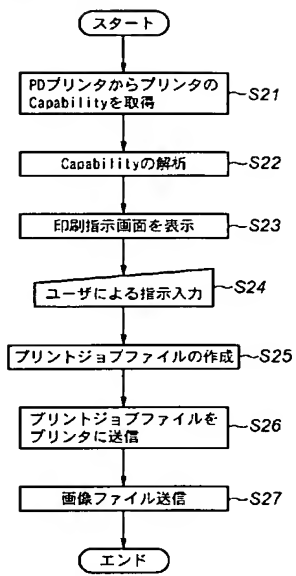 スタート
PDプリンタからプリンタの
Capabilityを取得
S21
Capabilityの解析
S22
印刷指示画面を表示
S23
ユーザによる指示入力
S24
プリントジョブファイルの作成
S25
プリントジョブファイルを
プリンタに送信
S26
画像ファイル送信
S27
エンド